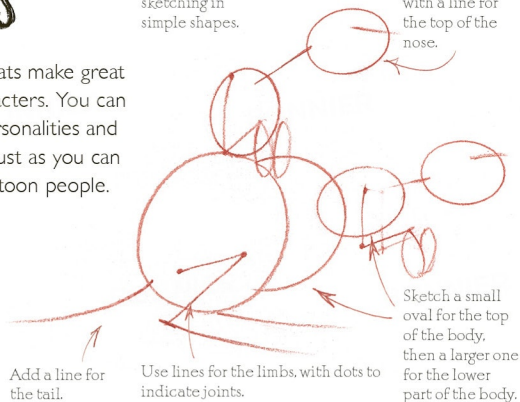 sketching in
simple shapes.
with a line for
the top of the
nose.
ats make great
acters. You can
rsonalities and
ust as you can
toon people.
Sketch a small
oval for the top
of the body,
then a larger one
for the lower
part of the body.
Add a line for
the tail.
Use lines for the limbs, with dots to
indicate joints.